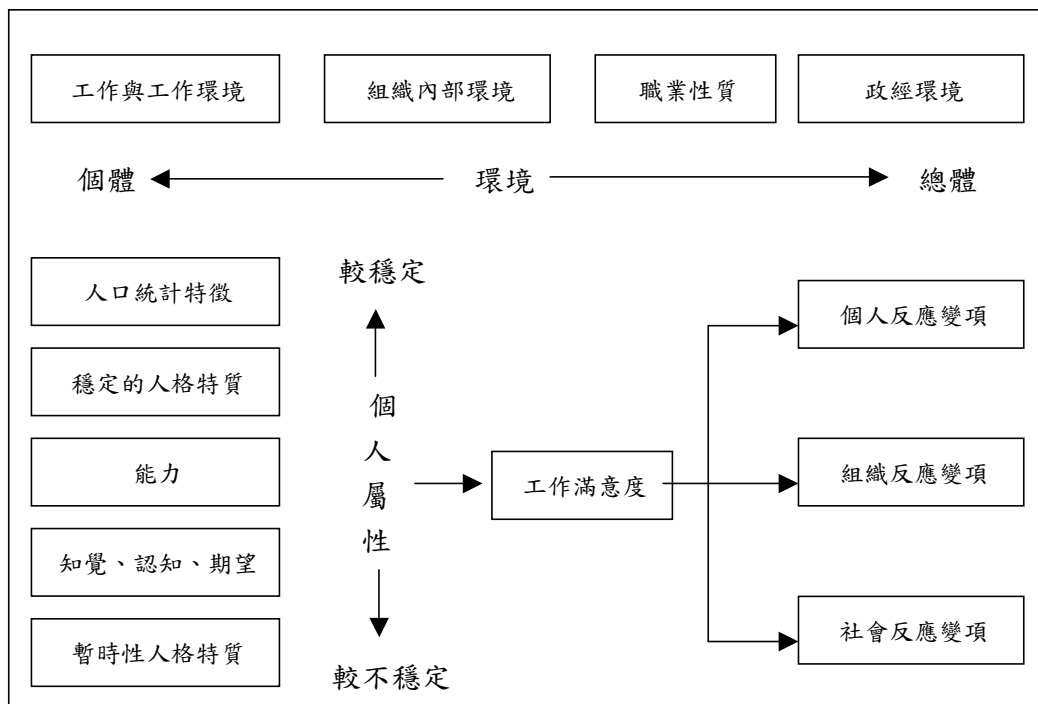 工作與工作環境 組織內部環境 職業性質 政經環境
個體 環境 總體
人口統計特徵
穩定的人格特質
能力
知覺、認知、期望
暫時性人格特質
較穩定
個人屬性
較不穩定
工作滿意度
個人反應變項
組織反應變項
社會反應變項